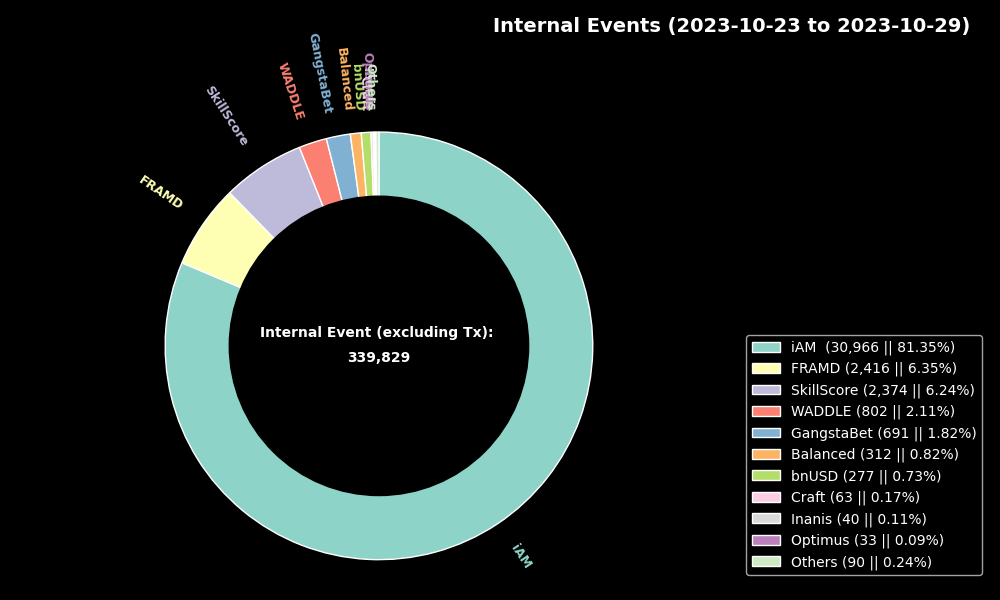 Internal Events (2023-10-23 to 2023-10-29)
GangstaBet
Balanced
bnUSD
Others
WADDLE
SkillScore
FRAMD
Internal Event (excluding Tx):
339,829
iAM
iAM (30,966 || 81.35%)
FRAMD (2,416 || 6.35%)
SkillScore (2,374 || 6.24%)
WADDLE (802 || 2.11%)
GangstaBet (691 || 1.82%)
Balanced (312 || 0.82%)
bnUSD (277 || 0.73%)
Craft (63 || 0.17%)
Inanis (40 || 0.11%)
Optimus (33 || 0.09%)
Others (90 || 0.24%)